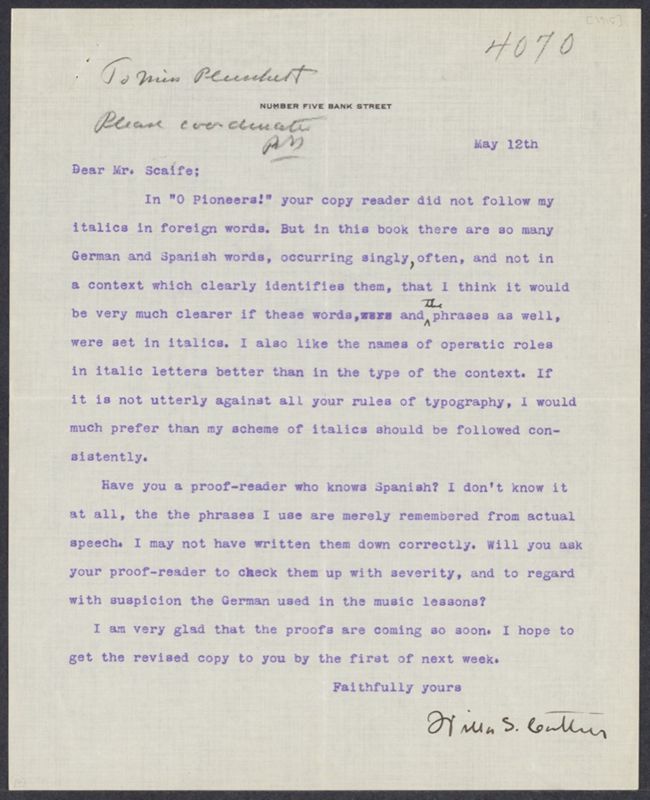 [1915]
4070
To Miss Plunkett
NUMBER FIVE BANK STREET
Please coordinate
May 12th
Dear Mr. Scaife;
In "O Pioneers!" your copy reader did not follow my
italics in foreign words. But in this book there are so many
German and Spanish words, occurring singly, often, and not in
a context which clearly identifies them, that I think it would
be very much clearer if these words, were and the phrases as well,
were set in italics. I also like the names of operatic roles
in italic letters better than in the type of the context. If
it is not utterly against all your rules of typography, I would
much prefer than my scheme of italics should be followed con-
sistently.
Have you a proof-reader who knows Spanish? I don't know it
at all, the the phrases I use are merely remembered from actual
speech. I may not have written them down correctly. Will you ask
your proof-reader to check them up with severity, and to regard
with suspicion the German used in the music lessons?
I am very glad that the proofs are coming so soon. I hope to
get the revised copy to you by the first of next week.
Faithfully yours
Willa S. Cather